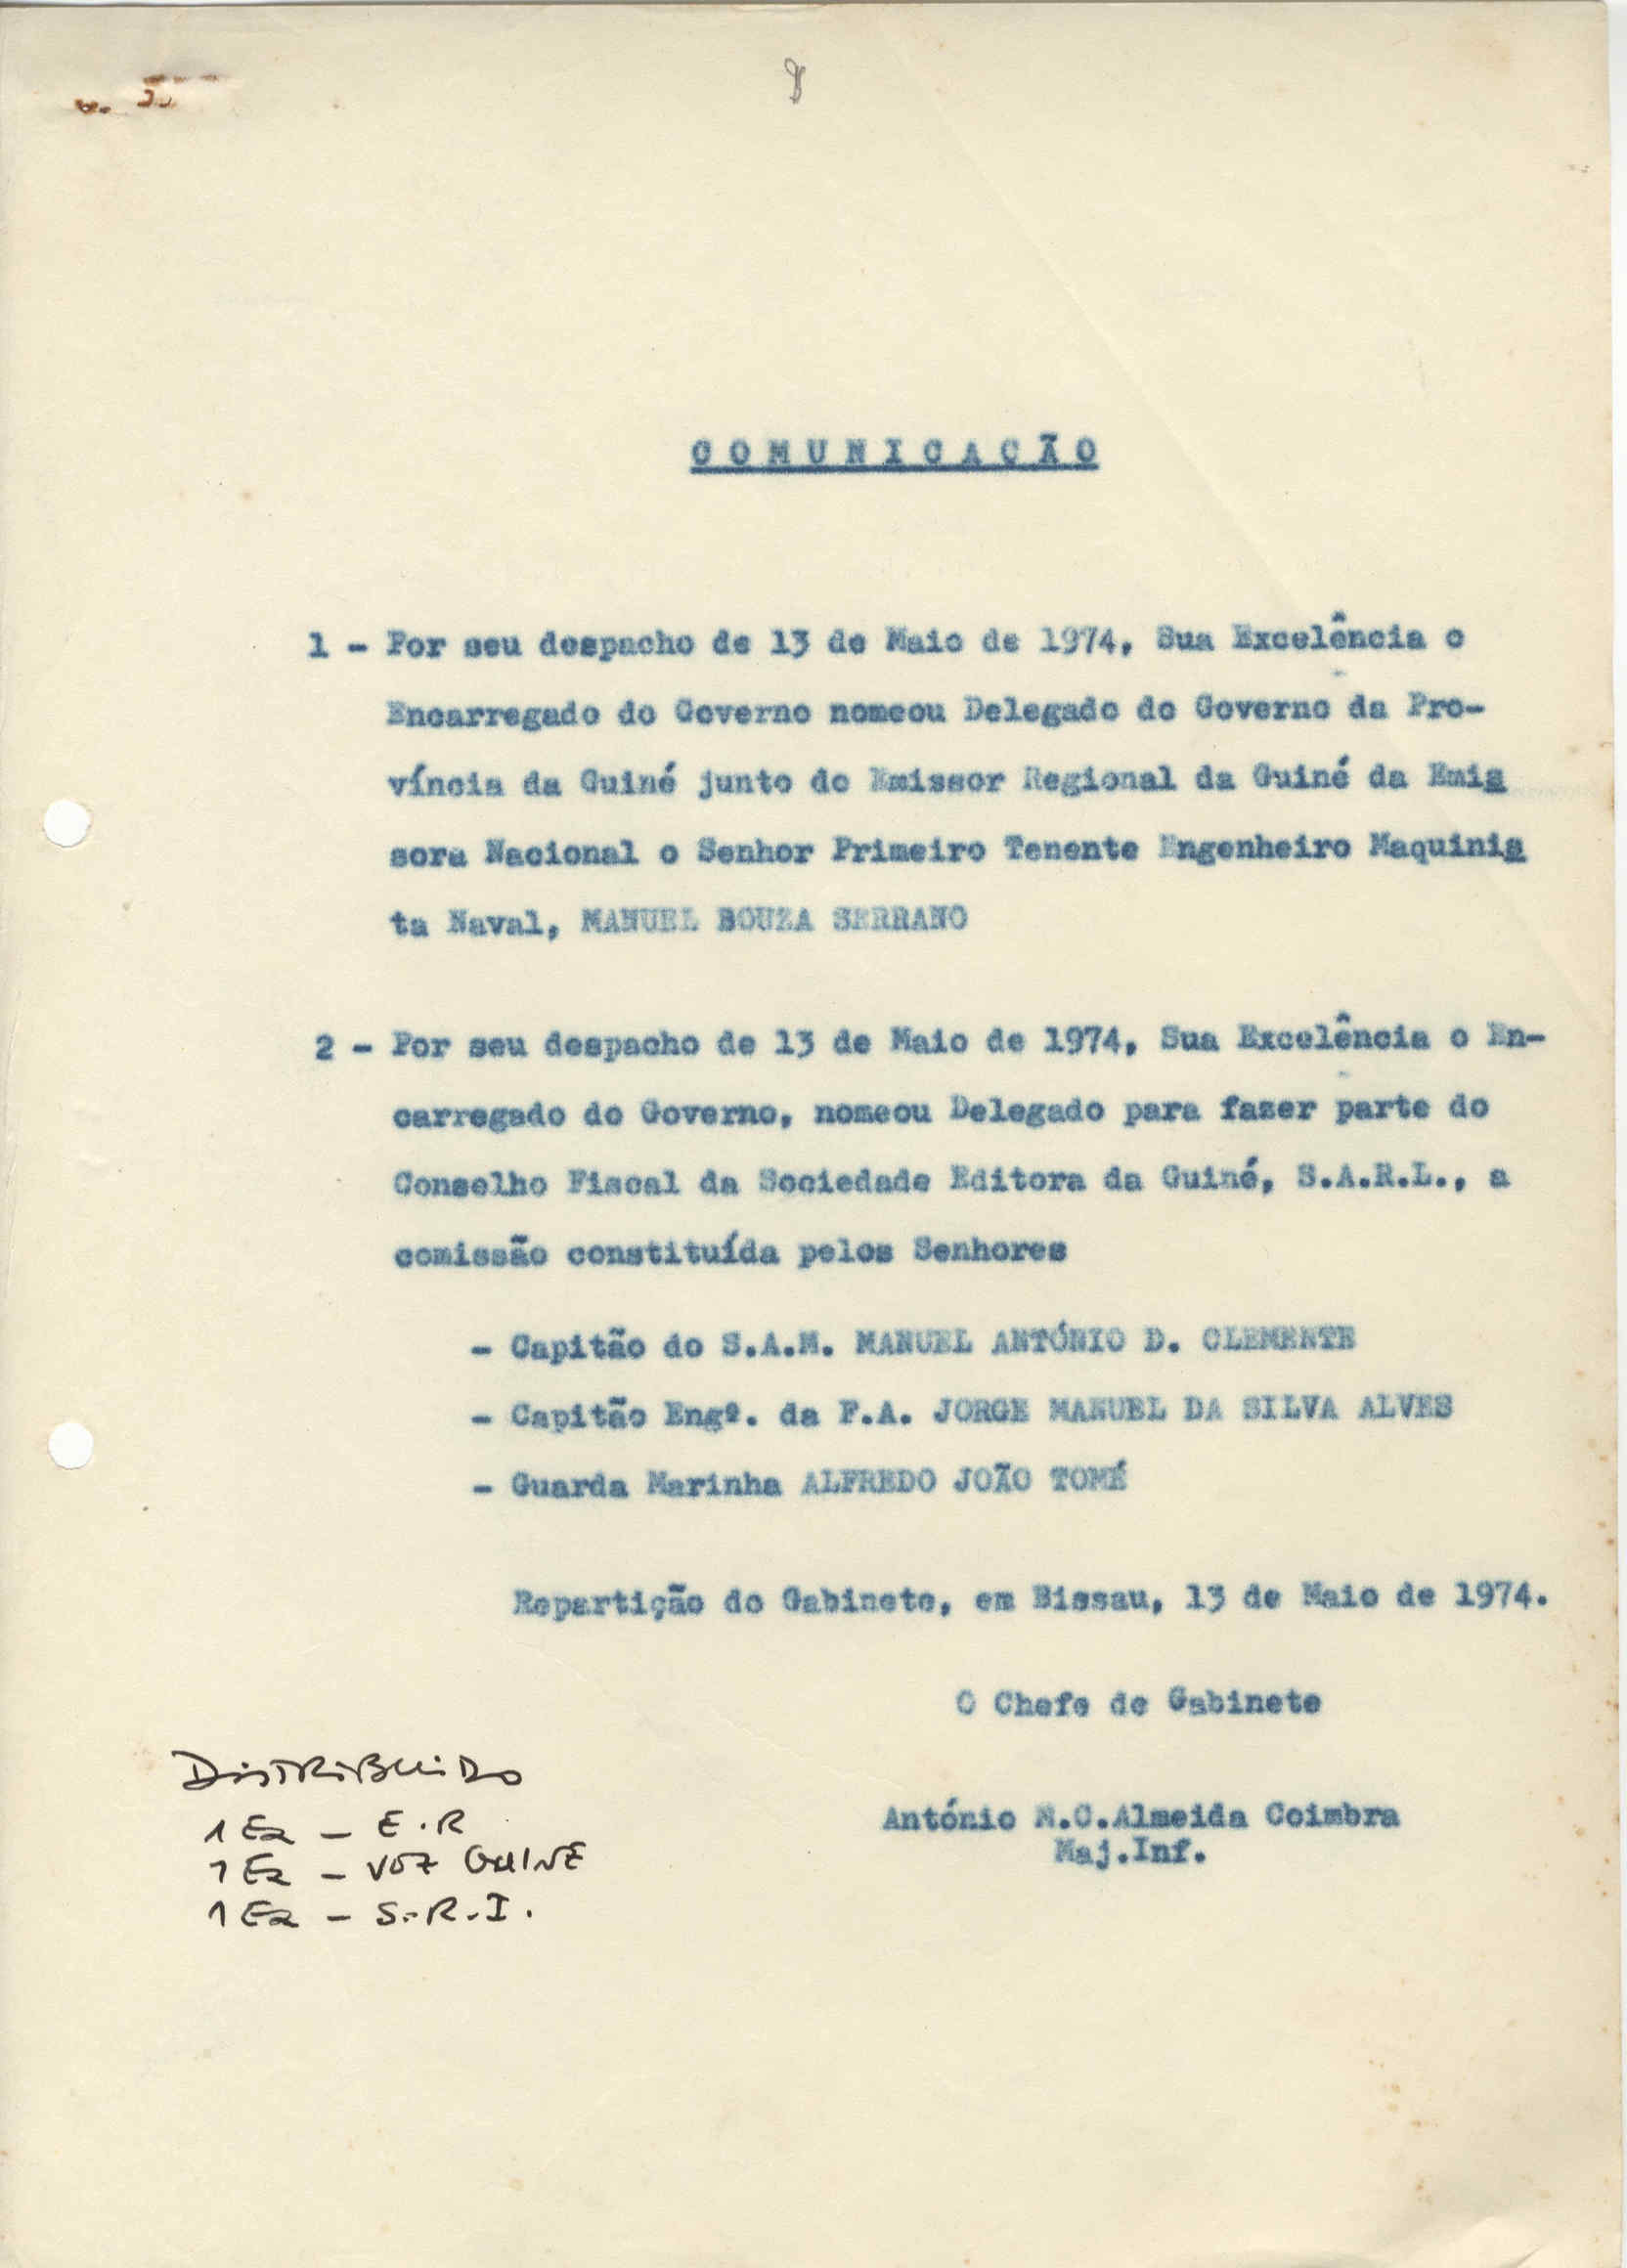 8
COMUNICAÇÃO
1 - Por seu despacho de 13 de Maio de 1974, Sua Excelência o
Encarregado do Governo nomeou Delegado do Governo da Pro-
víncia da Guiné junto do Emissor Regional da Guiné da Emis
sora Nacional o Senhor Primeiro Tenente Engenheiro Maquinis
ta Naval, MANUEL BOUZA SERRANO
2 - Por seu despacho de 13 de Maio de 1974, Sua Excelência o En-
carregado do Governo, nomeou Delegado para fazer parte do
Conselho Fiscal da Sociedade Editora da Guiné, S.A.R.L., a
comissão constituída pelos Senhores
- Capitão do S.A.M. MANUEL ANTÓNIO D. CLEMENTE
- Capitão Engº. da F.A. JORGE MANUEL DA SILVA ALVES
- Guarda Marinha ALFREDO JOÃO TOMÉ
Repartição do Gabinete, em Bissau, 13 de Maio de 1974.
O Chefe de Gabinete
António M.C.Almeida Coimbra
Maj.Inf.
DISTRIBUIDO
1 Ex - E.R
1 Ex - VOZ GUINE
1 Ex - S.R.I.